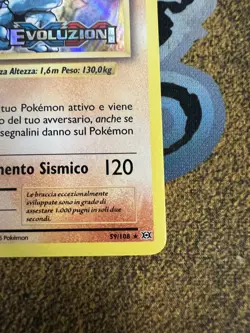 EVOLUZIONI
za Altezza: 1,6m Peso: 130,0kg
tuo Pokémon attivo e viene
o del tuo avversario, anche se
segnalini danno sul Pokémon
mento Sismico 120
Le braccia eccezionalmente
sviluppate sono in grado di
assestare 1.000 pugni in soli due
secondi.
Pokémon
59/108 ★